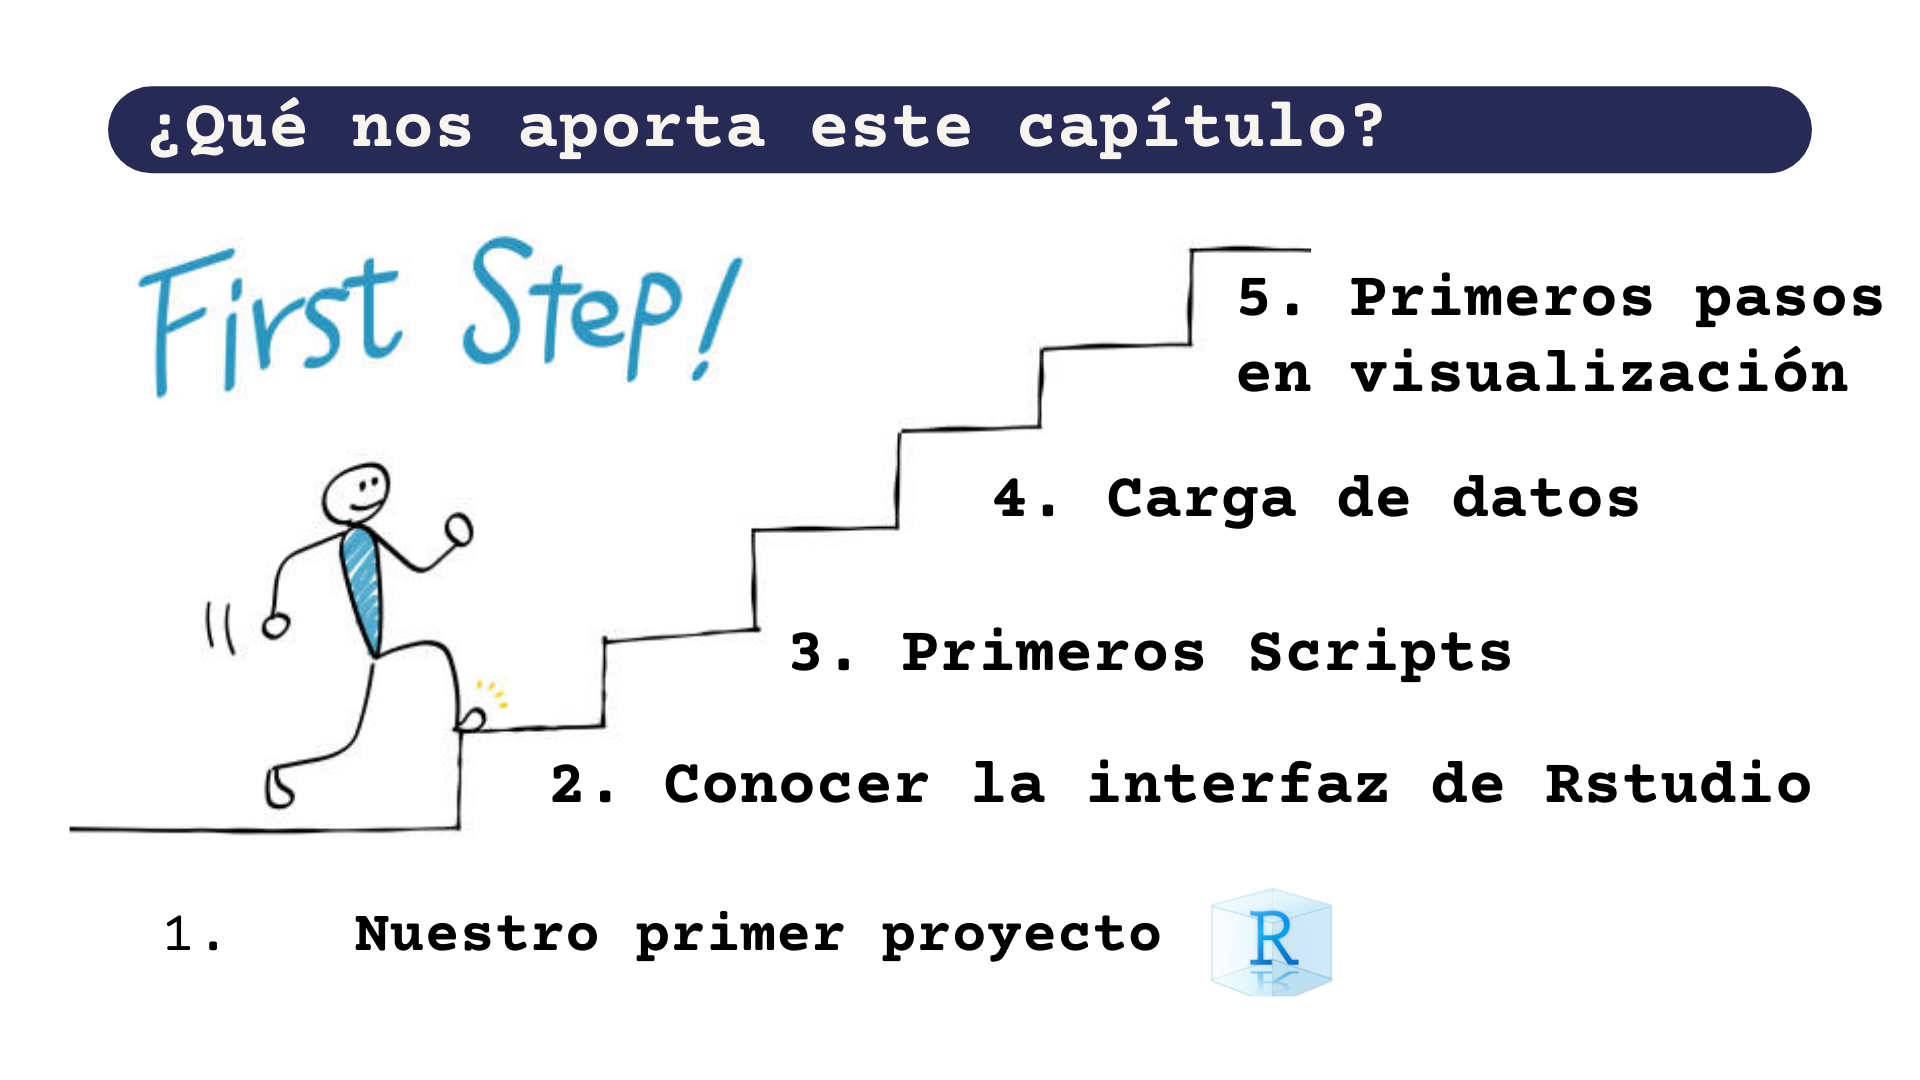 ¿Qué nos aporta este capítulo?
First Step!
5. Primeros pasos
en visualización
4. Carga de datos
3. Primeros Scripts
2. Conocer la interfaz de Rstudio
1. Nuestro primer proyecto
R